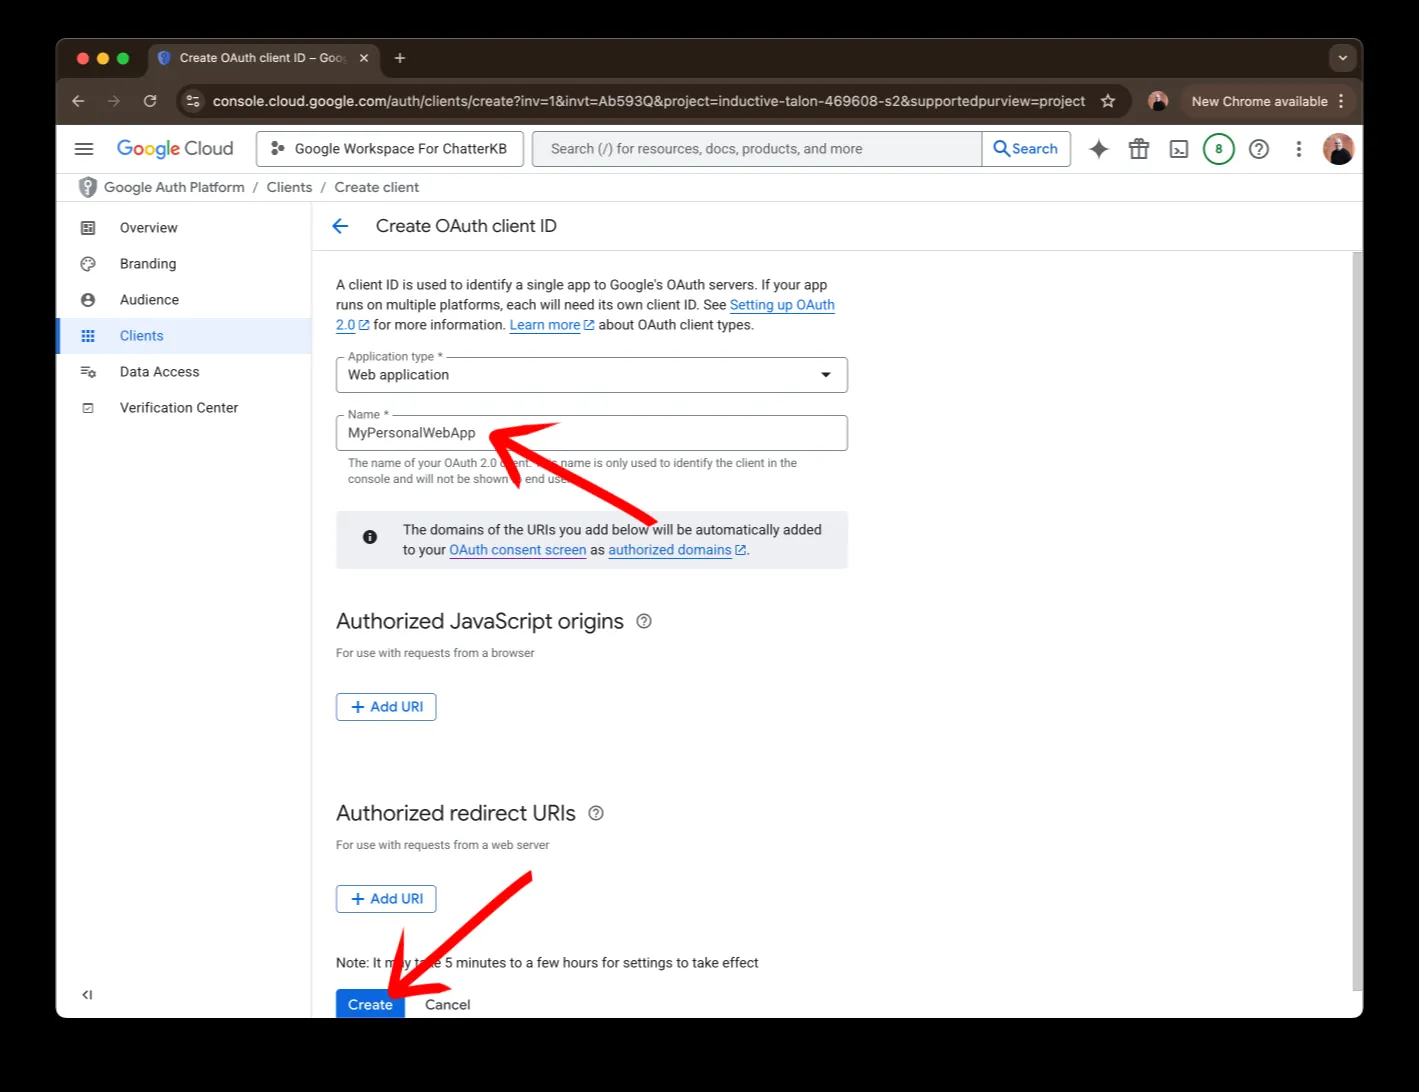 Create OAuth client ID – Goo
console.cloud.google.com/auth/clients/create?inv=1&invt=Ab593Q&project=inductive-talon-469608-s2&supportedpurview=project
New Chrome available
Google Cloud
Google Workspace For ChatterKB
Search (/) for resources, docs, products, and more
Search
8
Google Auth Platform / Clients / Create client
Overview
Branding
Audience
Clients
Data Access
Verification Center
Create OAuth client ID
A client ID is used to identify a single app to Google's OAuth servers. If your app
runs on multiple platforms, each will need its own client ID. See Setting up OAuth
2.0 for more information. Learn more about OAuth client types.
Application type *
Web application
Name *
MyPersonalWebApp
The name of your OAuth 2.0 name is only used to identify the client in the
console and will not be shown end
The domains of the URIs you add below will be automatically added
to your OAuth consent screen as authorized domains.
Authorized JavaScript origins
For use with requests from a browser
+ Add URI
Authorized redirect URIs
For use with requests from a web server
+ Add URI
Note: It 5 minutes to a few hours for settings to take effect
Create
Cancel